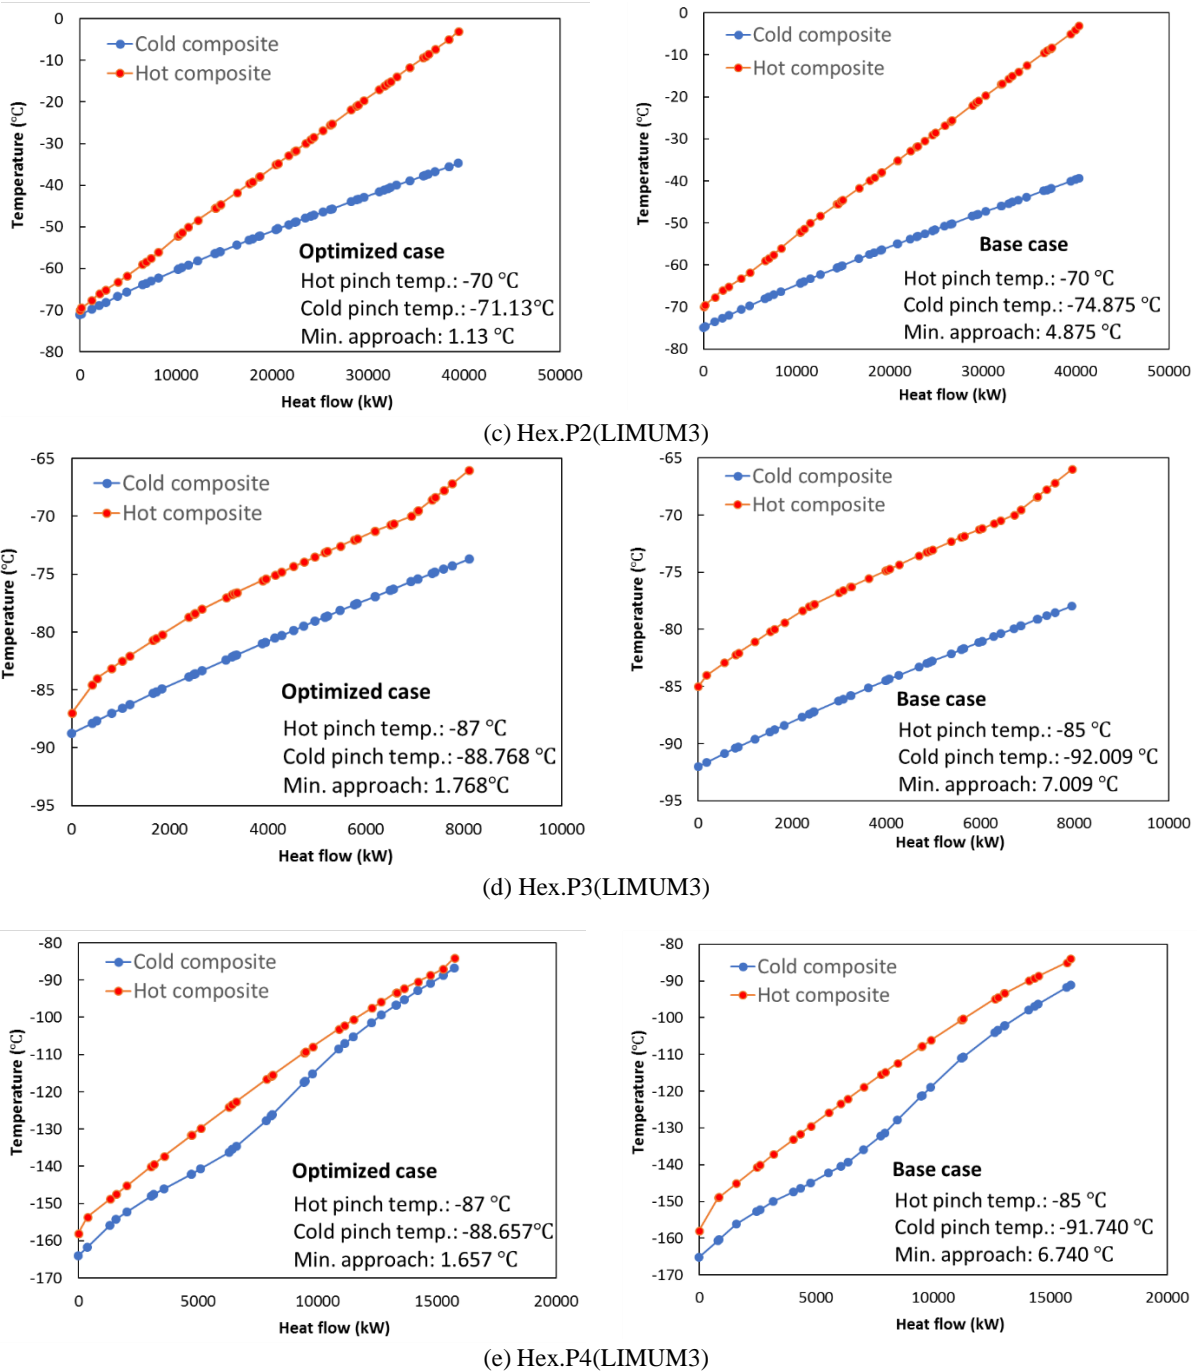 0
-10
-20
-30
-40
-50
-60
-70
-80
Temperature (°C)
Cold composite
Hot composite
Optimized case
Hot pinch temp.: -70 °C
Cold pinch temp.: -71.13°C
Min. approach: 1.13 °C
0 10000 20000 30000 40000 50000
Heat flow (kW)
0
-10
-20
-30
-40
-50
-60
-70
-80
Temperature (°C)
Cold composite
Hot composite
Base case
Hot pinch temp.: -70 °C
Cold pinch temp.: -74.875 °C
Min. approach: 4.875 °C
0 10000 20000 30000 40000 50000
Heat flow (kW)
(c) Hex.P2(LIMUM3)
-65
-70
-75
-80
-85
-90
-95
Temperature (°C)
Cold composite
Hot composite
Optimized case
Hot pinch temp.: -87 °C
Cold pinch temp.: -88.768 °C
Min. approach: 1.768°C
0 2000 4000 6000 8000 10000
Heat flow (kW)
-65
-70
-75
-80
-85
-90
-95
Temperature (°C)
Cold composite
Hot composite
Base case
Hot pinch temp.: -85 °C
Cold pinch temp.: -92.009 °C
Min. approach: 7.009 °C
0 2000 4000 6000 8000 10000
Heat flow (kW)
(d) Hex.P3(LIMUM3)
-80
-90
-100
-110
-120
-130
-140
-150
-160
-170
Temperature (°C)
Cold composite
Hot composite
Optimized case
Hot pinch temp.: -87 °C
Cold pinch temp.: -88.657°C
Min. approach: 1.657 °C
0 5000 10000 15000 20000
Heat flow (kW)
-80
-90
-100
-110
-120
-130
-140
-150
-160
-170
Temperature (°C)
Cold composite
Hot composite
Base case
Hot pinch temp.: -85 °C
Cold pinch temp.: -91.740 °C
Min. approach: 6.740 °C
0 5000 10000 15000 20000
Heat flow (kW)
(e) Hex.P4(LIMUM3)